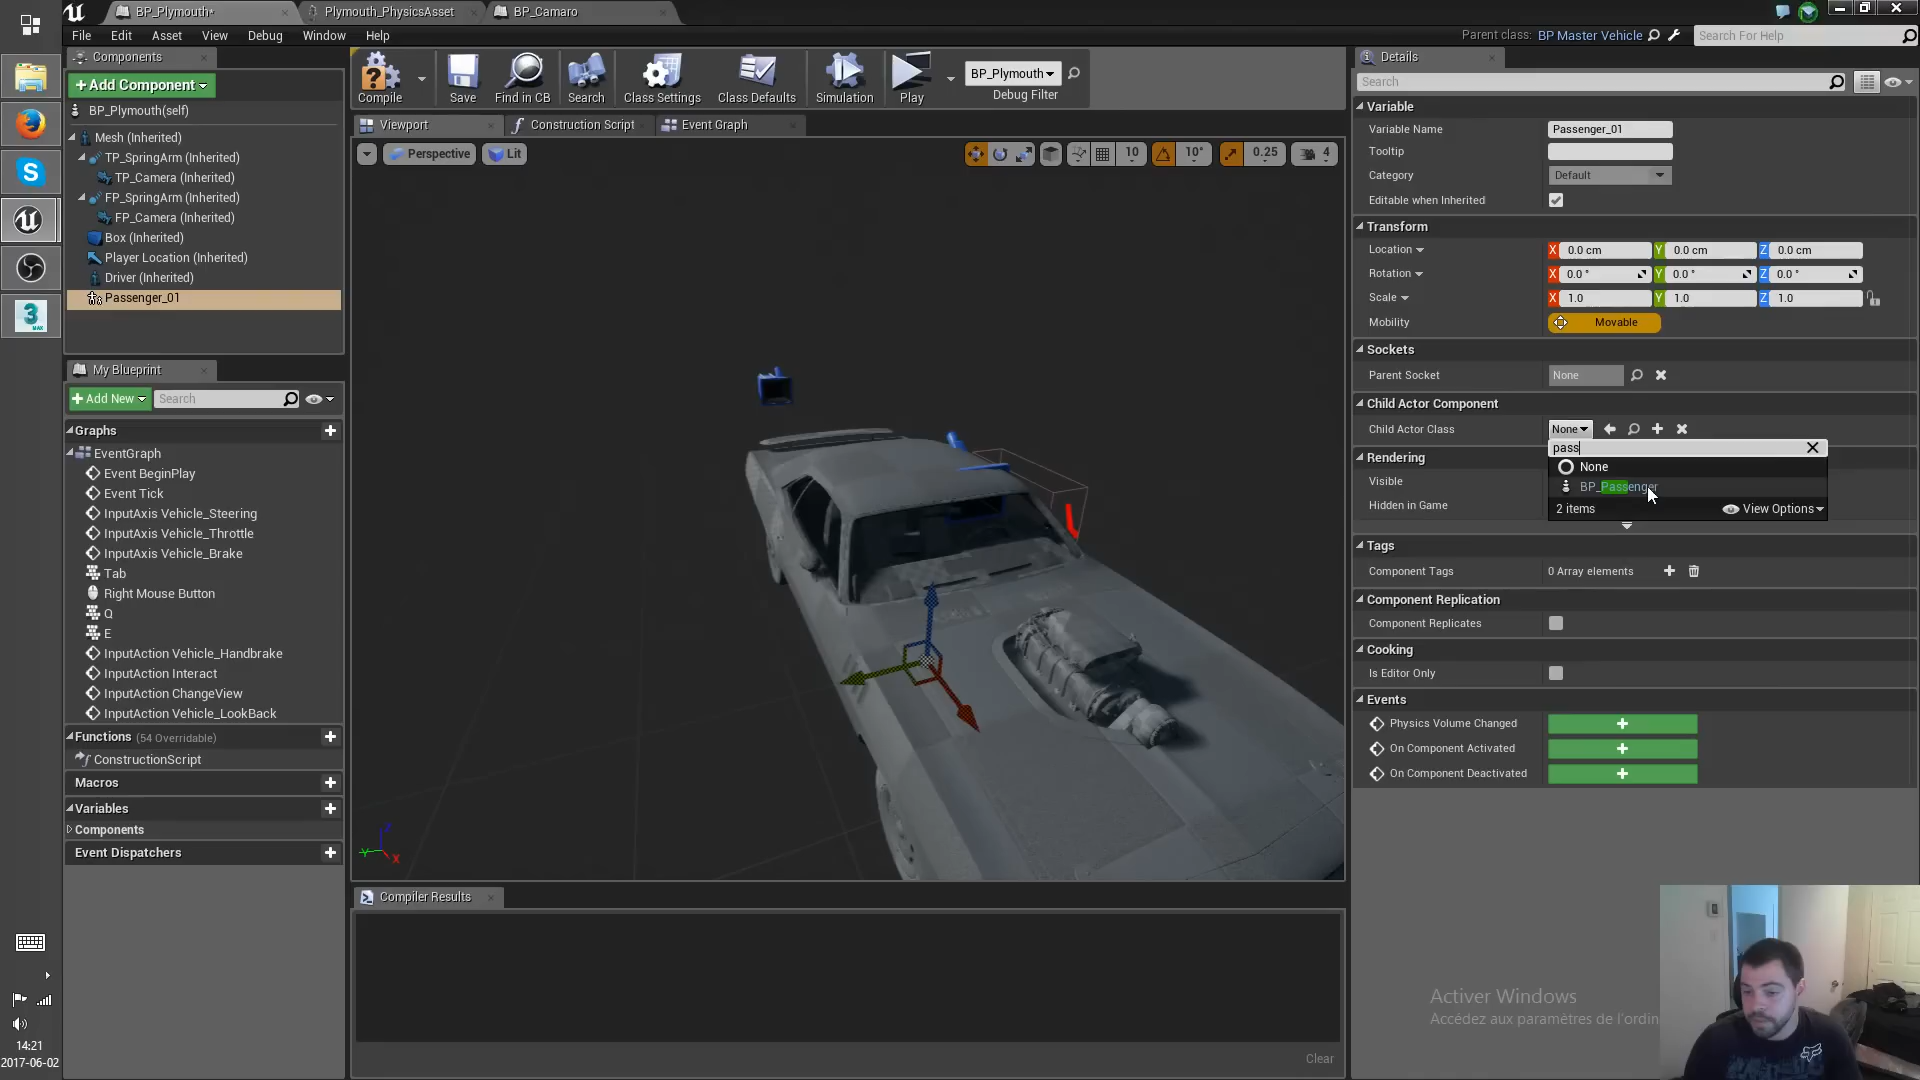 BP_Plymouth*
Plymouth_PhysicsAsset
BP_Camaro
File
Edit
Asset
View
Debug
Window
Help
Parent class:
BP Master Vehicle
Search For Help
Components
+Add Component
BP_Plymouth(self)
Mesh (Inherited)
TP_SpringArm (Inherited)
TP_Camera (Inherited)
FP_SpringArm (Inherited)
FP_Camera (Inherited)
Box (Inherited)
Player Location (Inherited)
Driver (Inherited)
Passenger_01
My Blueprint
+Add New
Search
Graphs
EventGraph
Event BeginPlay
Event Tick
InputAxis Vehicle_Steering
InputAxis Vehicle_Throttle
InputAxis Vehicle_Brake
Tab
Right Mouse Button
Q
E
InputAction Vehicle_Handbrake
InputAction Interact
InputAction ChangeView
InputAction Vehicle_LookBack
Functions (54 Overridable)
ConstructionScript
Macros
Variables
Components
Event Dispatchers
Compile
Save
Find in CB
Search
Class Settings
Class Defaults
Simulation
Play
BP_Plymouth
Debug Filter
Viewport
Construction Script
Event Graph
Perspective
Lit
10
10°
0.25
4
Z
Y
X
Compiler Results
Clear
Details
Search
Variable
Variable Name
Passenger_01
Tooltip
Category
Default
Editable when Inherited
Transform
Location
X 0.0 cm Y 0.0 cm Z 0.0 cm
Rotation
X 0.0 ° Y 0.0 ° Z 0.0 °
Scale
X 1.0 Y 1.0 Z 1.0
Mobility
Movable
Sockets
Parent Socket
None
Child Actor Component
Child Actor Class
None
pass
None
BP_Passenger
2 items
View Options
Rendering
Visible
Hidden in Game
Tags
Component Tags
0 Array elements
Component Replication
Component Replicates
Cooking
Is Editor Only
Events
Physics Volume Changed
On Component Activated
On Component Deactivated
Activer Windows
Accédez aux paramètres de l'ordin
3
MAX
14:21
2017-06-02